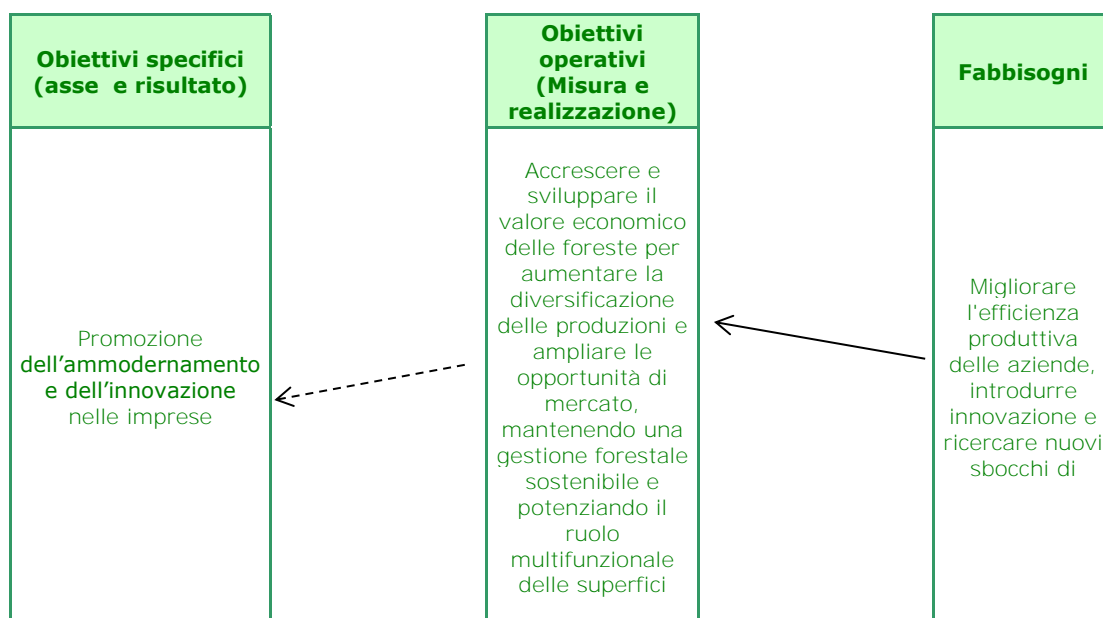 Obiettivi specifici
(asse e risultato)
Promozione
dell’ammodernamento
e dell’innovazione
nelle imprese
Obiettivi
operativi
(Misura e
realizzazione)
Accrescere e
sviluppare il
valore economico
delle foreste per
aumentare la
diversificazione
delle produzioni e
ampliare le
opportunità di
mercato,
mantenendo una
gestione forestale
sostenibile e
potenziando il
ruolo
multifunzionale
delle superfici
Fabbisogni
Migliorare
l'efficienza
produttiva
delle aziende,
introdurre
innovazione e
ricercare nuovi
sbocchi di